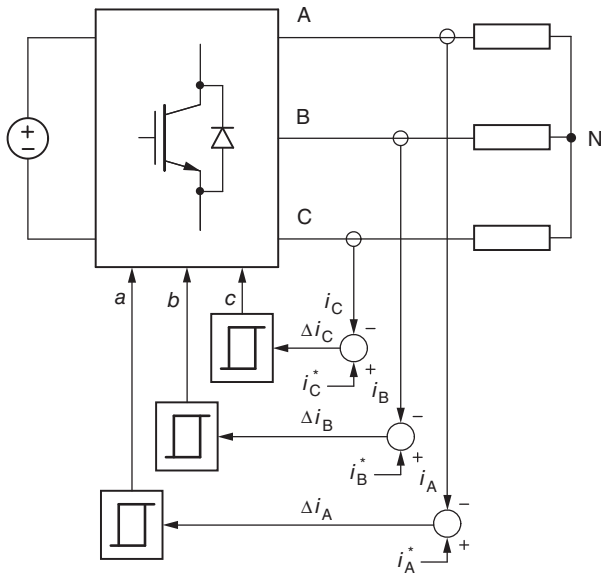 A
+
−
B
N
C
a
b
c
i_C
−
Δi_C
+
i_C^*
i_B
−
Δi_B
+
i_B^*
i_A
−
Δi_A
+
i_A^*